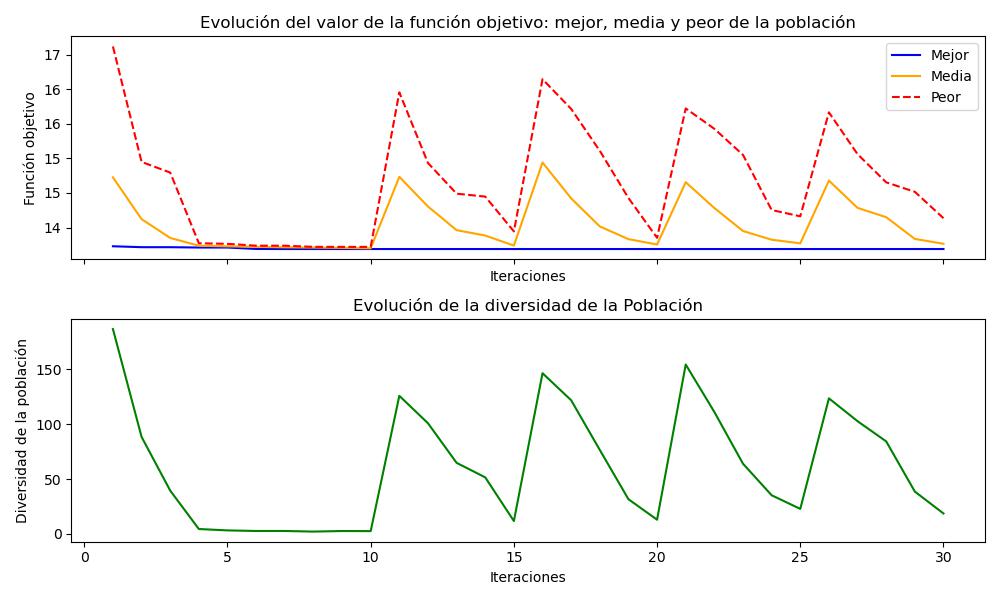 Evolución del valor de la función objetivo: mejor, media y peor de la población
Función objetivo
17
16
16
15
15
14
Mejor
Media
Peor
Iteraciones
Evolución de la diversidad de la Población
Diversidad de la población
150
100
50
0
0 5 10 15 20 25 30
Iteraciones